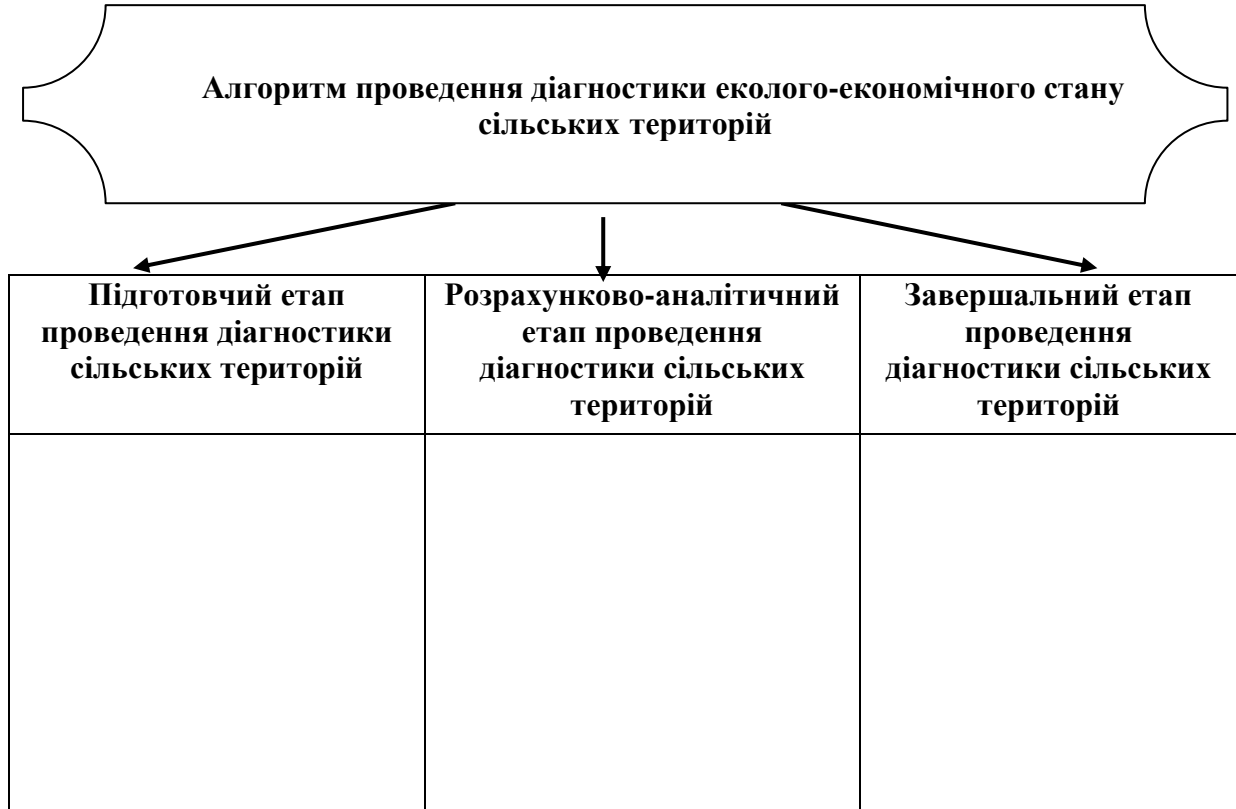 Алгоритм проведення діагностики еколого-економічного стану
сільських територій
Підготовчий етап
проведення діагностики
сільських територій
Розрахунково-аналітичний
етап проведення
діагностики сільських
територій
Завершальний етап
проведення
діагностики сільських
територій